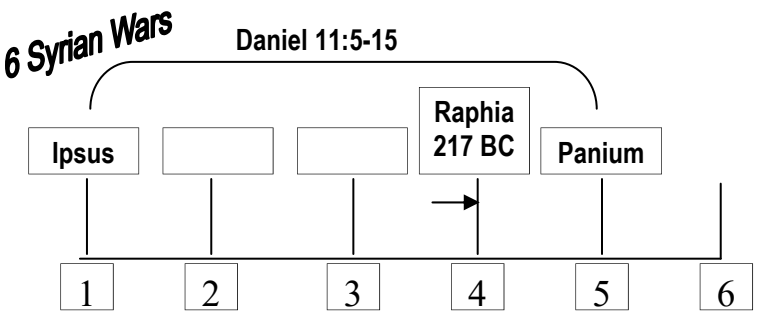 6 Syrian Wars
Daniel 11:5-15
Ipsus
Raphia
217 BC
Panium
1 2 3 4 5 6